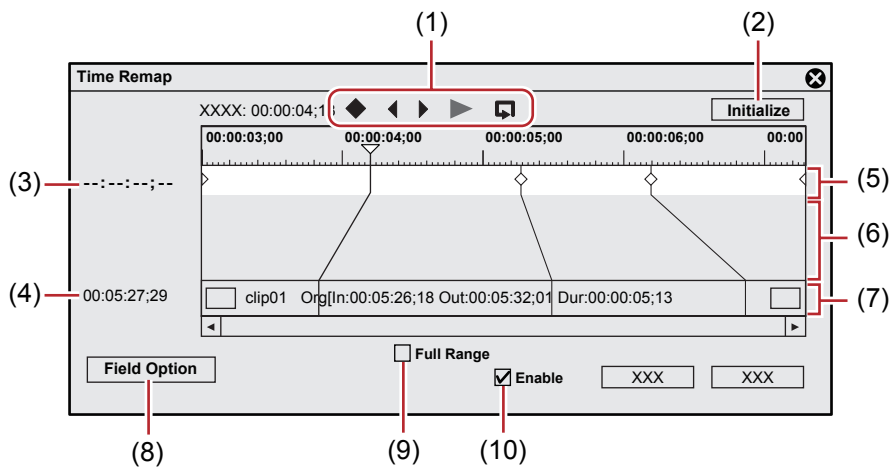 (1)
(2)
Time Remap
XXXX: 00:00:04;13
Initialize
00:00:03;00 00:00:04;00 00:00:05;00 00:00:06;00 00:00
(3) --:--:--;--
(5)
(6)
(4) 00:05:27;29
clip01 Org[In:00:05:26;18 Out:00:05:32;01 Dur:00:00:05;13
(7)
Full Range
Field Option
Enable
XXX
XXX
(8)
(9)
(10)